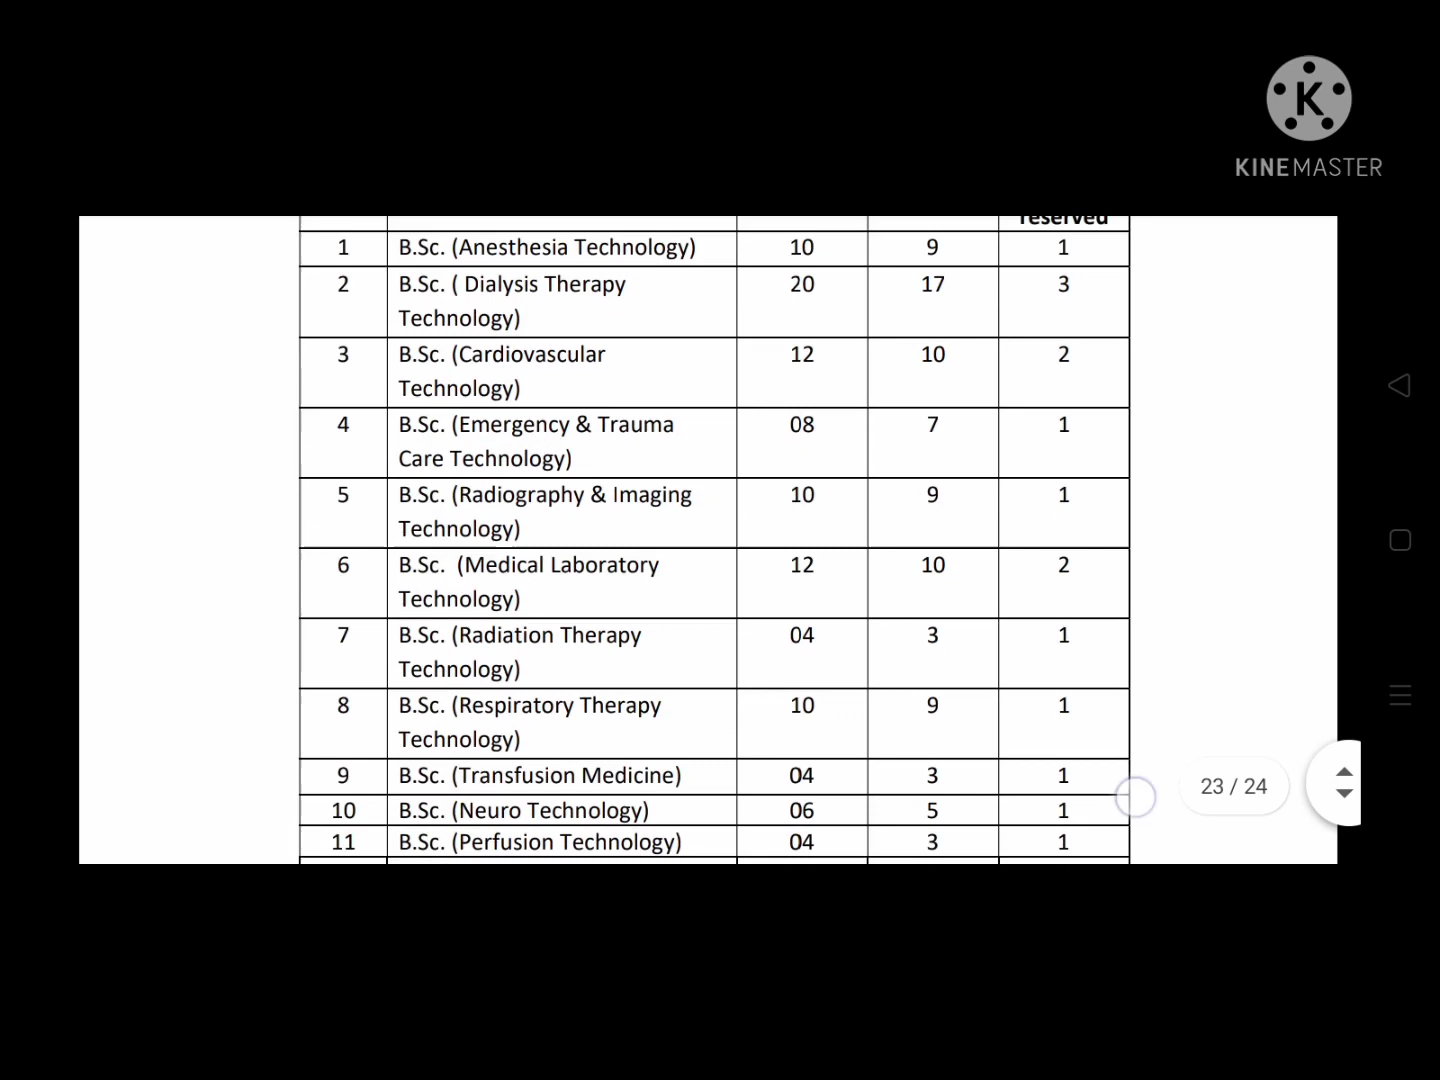 KINEMASTER
reserved
1 B.Sc. (Anesthesia Technology) 10 9 1
2 B.Sc. ( Dialysis Therapy 20 17 3
Technology)
3 B.Sc. (Cardiovascular 12 10 2
Technology)
4 B.Sc. (Emergency & Trauma 08 7 1
Care Technology)
5 B.Sc. (Radiography & Imaging 10 9 1
Technology)
6 B.Sc. (Medical Laboratory 12 10 2
Technology)
7 B.Sc. (Radiation Therapy 04 3 1
Technology)
8 B.Sc. (Respiratory Therapy 10 9 1
Technology)
9 B.Sc. (Transfusion Medicine) 04 3 1
23 / 24
10 B.Sc. (Neuro Technology) 06 5 1
11 B.Sc. (Perfusion Technology) 04 3 1